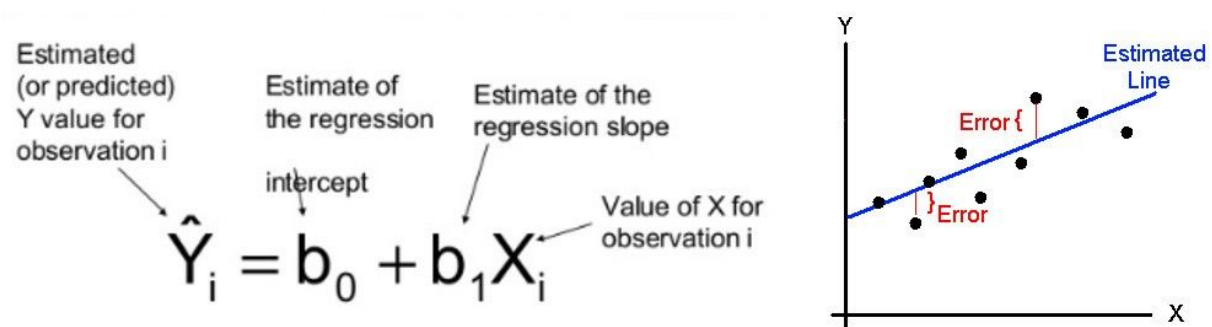 Estimated
(or predicted)
Y value for
observation i
Estimate of
the regression
intercept
Estimate of the
regression slope
Value of X for
observation i
Ŷi = b0 + b1Xi
Y
Estimated
Line
Error {
} Error
X